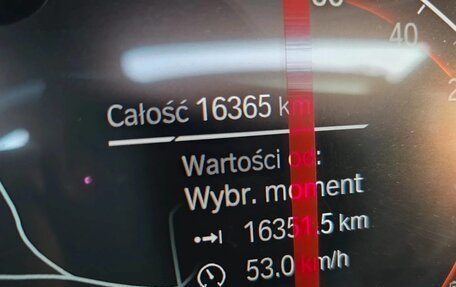 40
Całość 16365 km
Wartości od:
Wybr. moment
16351.5 km
53.0 km/h